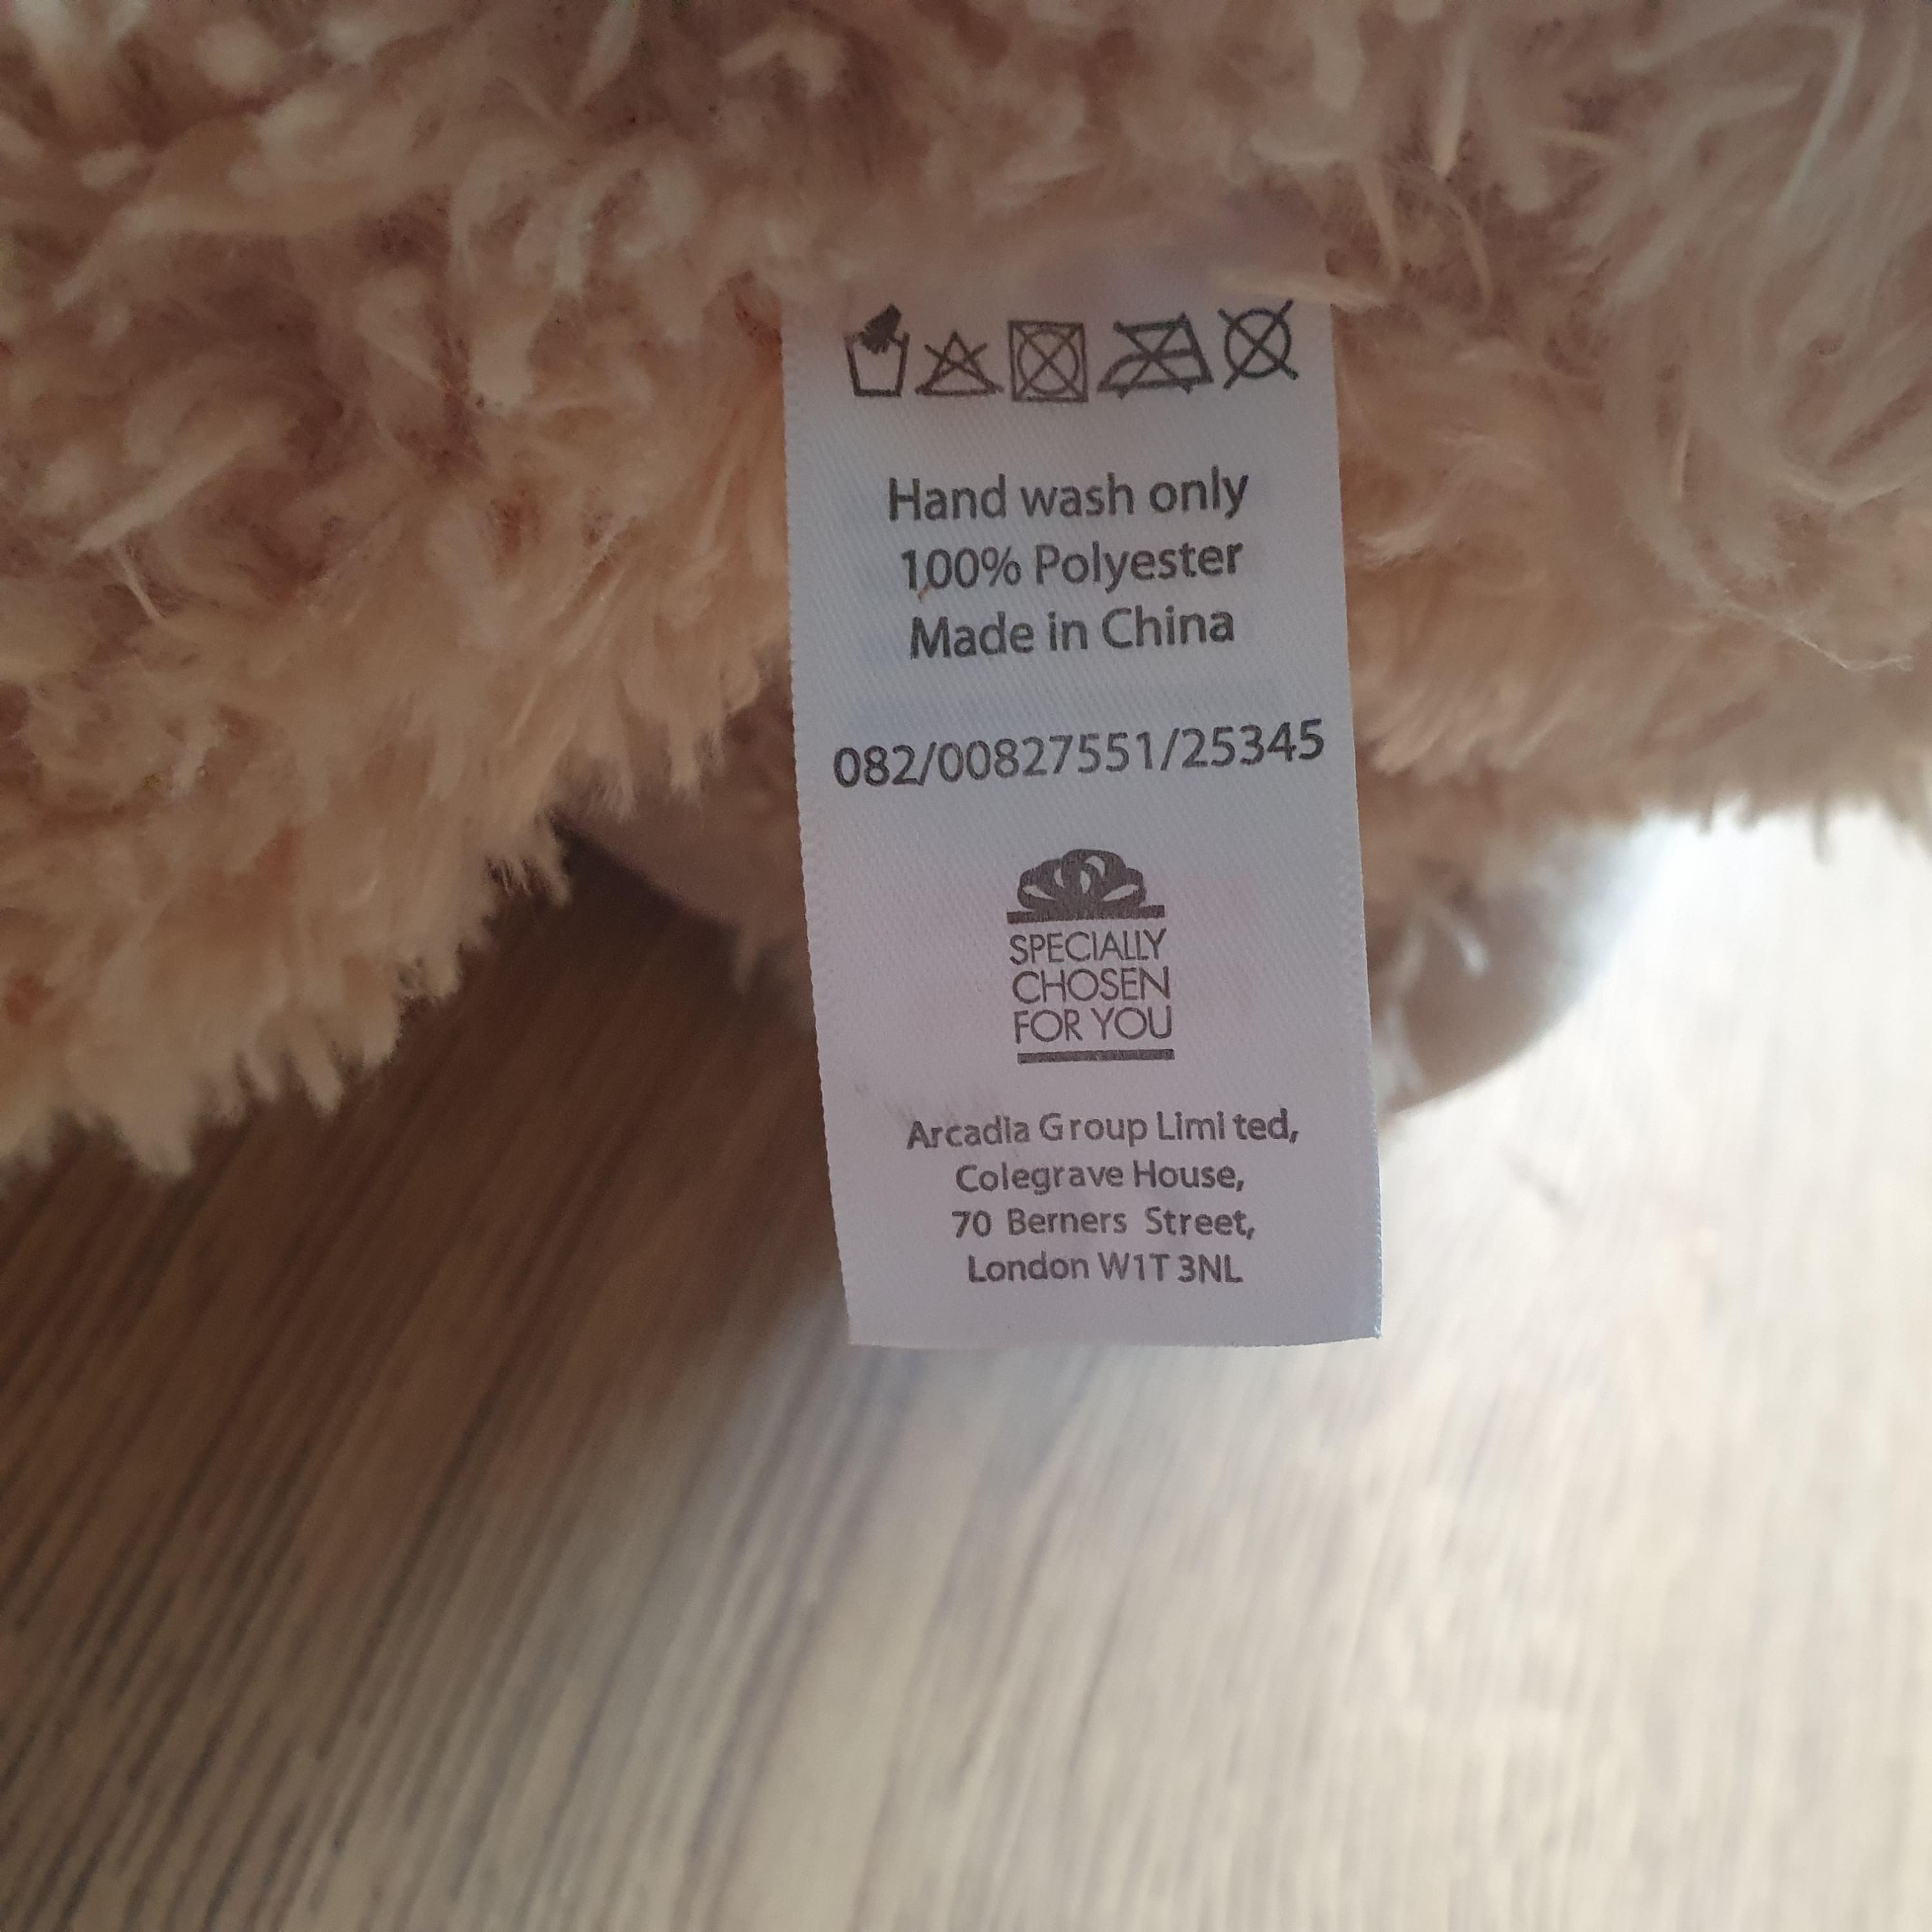 Hand wash only
100% Polyester
Made in China
082/00827551/25345
SPECIALLY
CHOSEN
FOR YOU
Arcadia Group Limi ted,
Colegrave House,
70 Berners Street,
London W1T 3NL